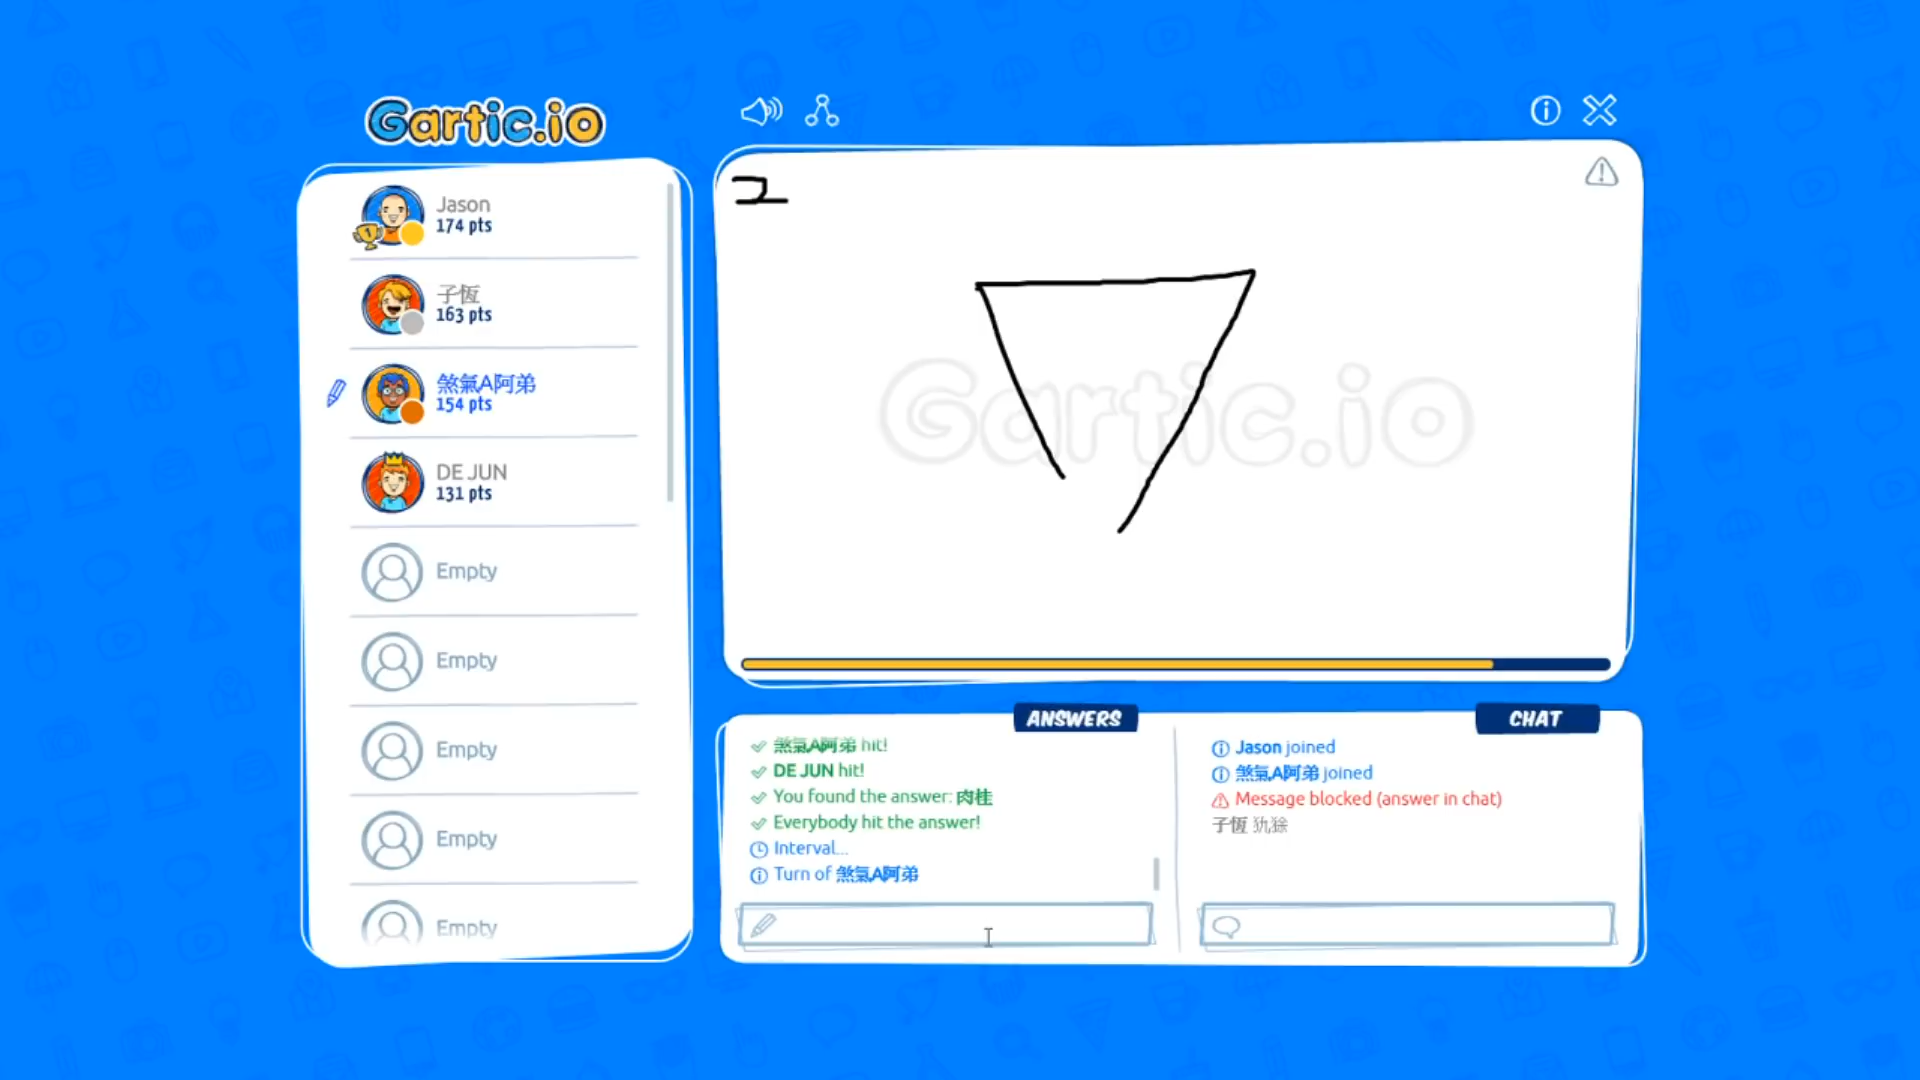 Gartic.io
Jason
174 pts
子恆
163 pts
煞氣A阿弟
154 pts
DE JUN
131 pts
Empty
Empty
Empty
Empty
Empty
2
Gartic.io
ANSWERS
煞氣A阿弟 hit!
DE JUN hit!
You found the answer: 肉桂
Everybody hit the answer!
Interval...
Turn of 煞氣A阿弟
CHAT
Jason joined
煞氣A阿弟 joined
Message blocked (answer in chat)
子恆